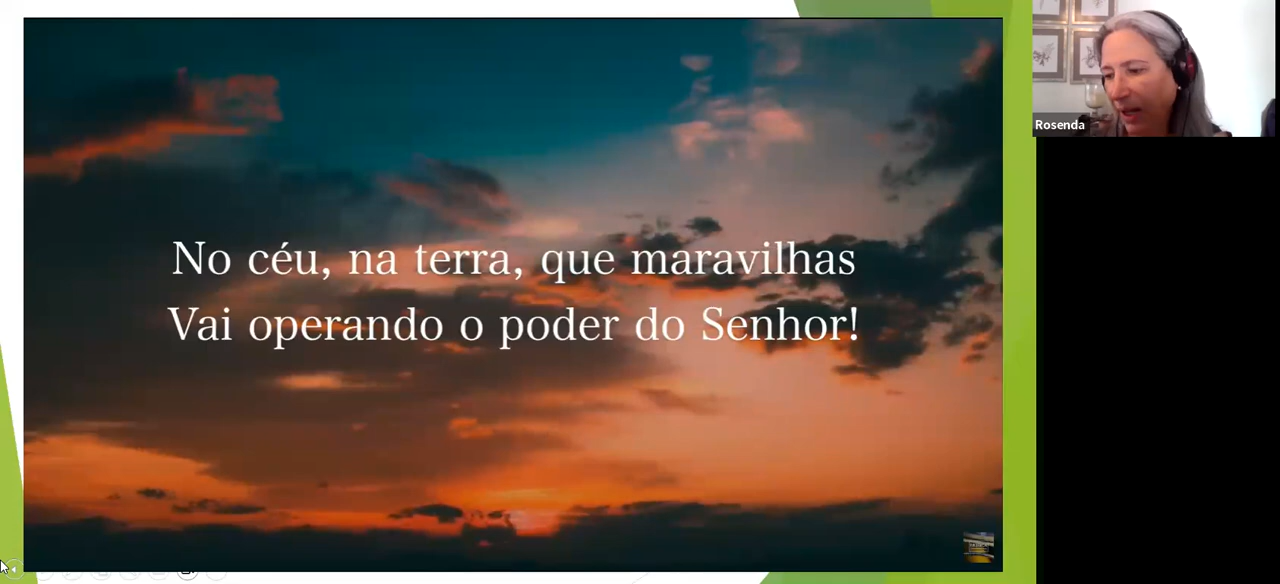 No céu, na terra, que maravilhas
Vai operando o poder do Senhor!
Rosenda